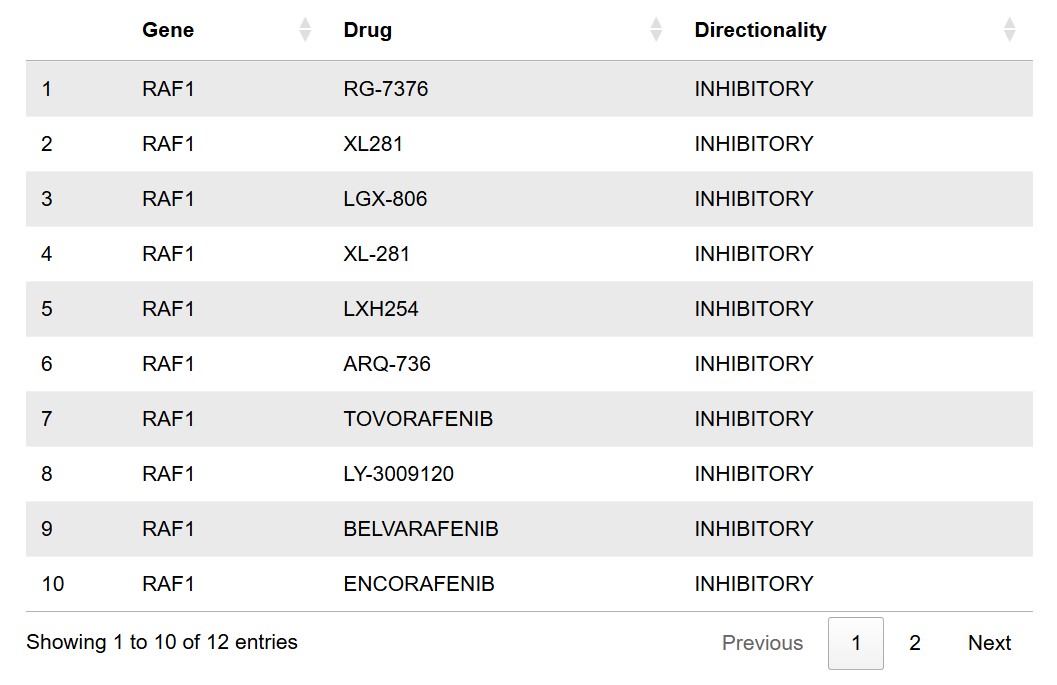 Gene Drug Directionality
1 RAF1 RG-7376 INHIBITORY
2 RAF1 XL281 INHIBITORY
3 RAF1 LGX-806 INHIBITORY
4 RAF1 XL-281 INHIBITORY
5 RAF1 LXH254 INHIBITORY
6 RAF1 ARQ-736 INHIBITORY
7 RAF1 TOVORAFENIB INHIBITORY
8 RAF1 LY-3009120 INHIBITORY
9 RAF1 BELVARAFENIB INHIBITORY
10 RAF1 ENCORAFENIB INHIBITORY
Showing 1 to 10 of 12 entries Previous 1 2 Next